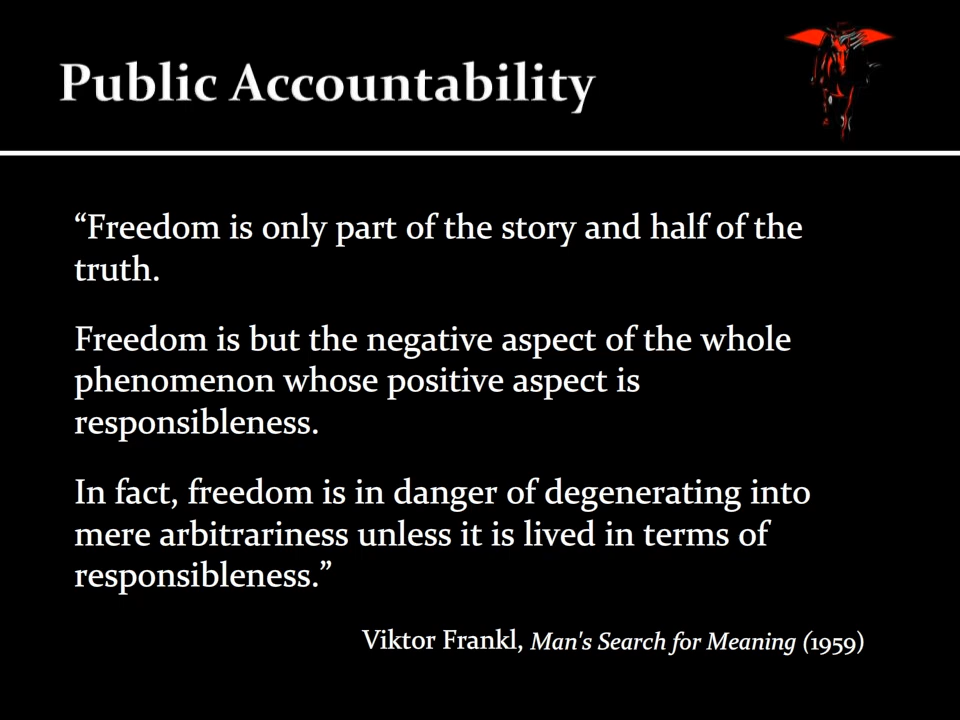 Public Accountability
“Freedom is only part of the story and half of the
truth.
Freedom is but the negative aspect of the whole
phenomenon whose positive aspect is
responsibleness.
In fact, freedom is in danger of degenerating into
mere arbitrariness unless it is lived in terms of
responsibleness.”
Viktor Frankl, Man's Search for Meaning (1959)